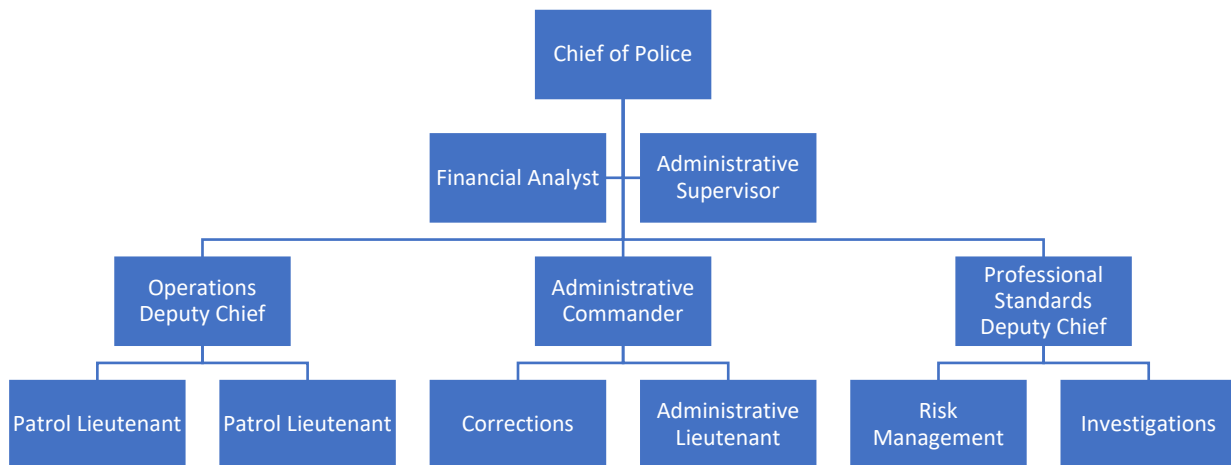 Chief of Police
Financial Analyst
Administrative
Supervisor
Operations
Deputy Chief
Administrative
Commander
Professional
Standards
Deputy Chief
Patrol Lieutenant
Patrol Lieutenant
Corrections
Administrative
Lieutenant
Risk
Management
Investigations